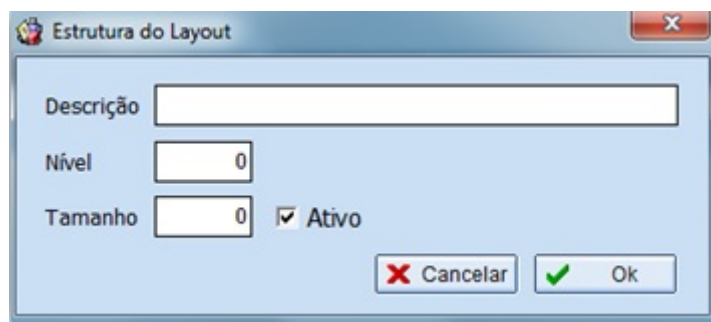 Estrutura do Layout
Descrição
Nível 0
Tamanho 0 Ativo
Cancelar Ok